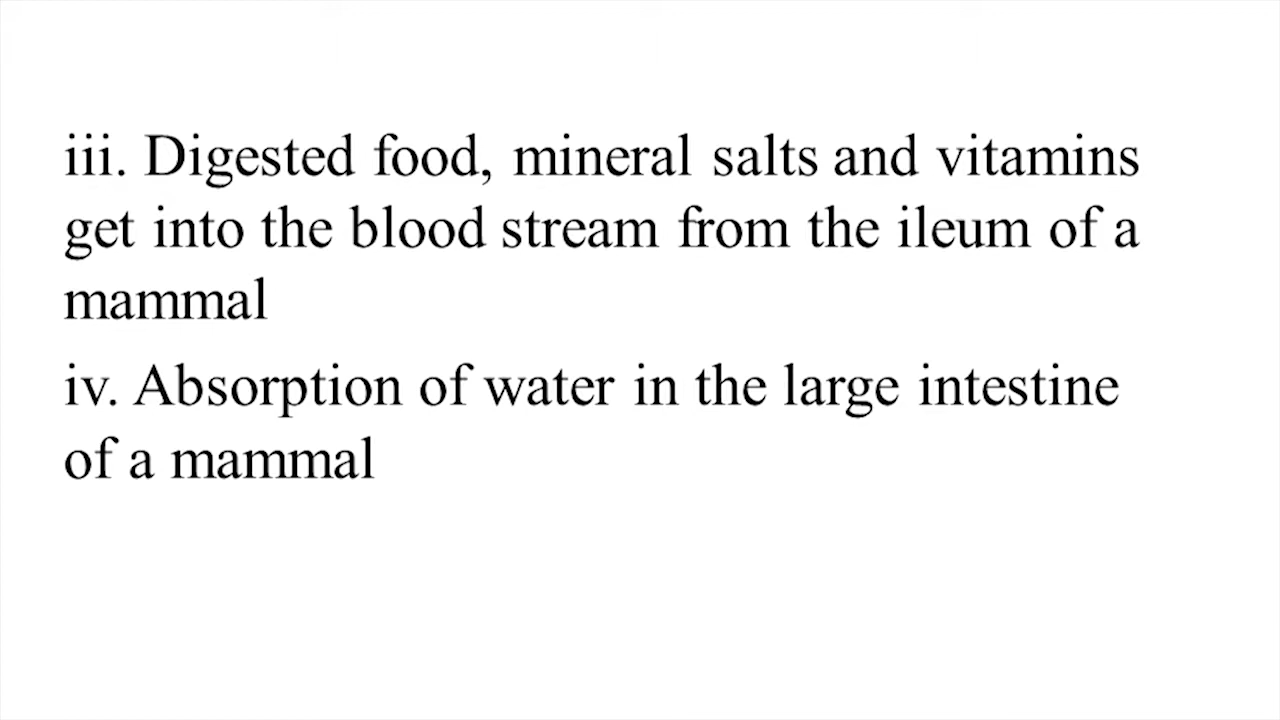 iii. Digested food, mineral salts and vitamins
get into the blood stream from the ileum of a
mammal
iv. Absorption of water in the large intestine
of a mammal